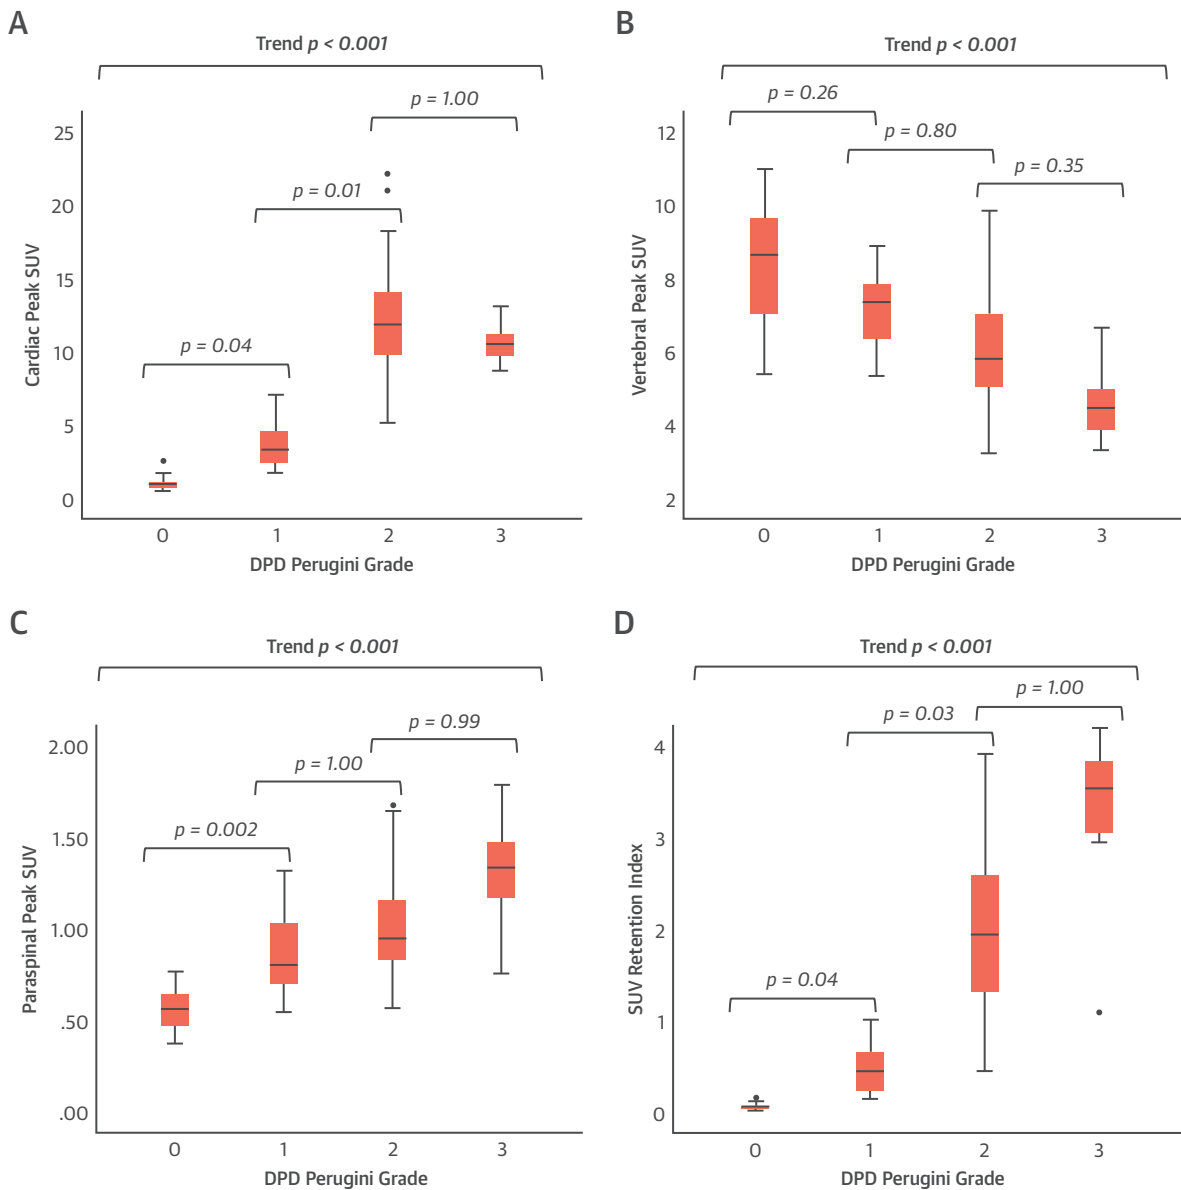 A
Trend p < 0.001
p = 1.00
p = 0.01
p = 0.04
Cardiac Peak SUV
25
20
15
10
5
0
0 1 2 3
DPD Perugini Grade
B
Trend p < 0.001
p = 0.26
p = 0.80
p = 0.35
Vertebral Peak SUV
12
10
8
6
4
2
0 1 2 3
DPD Perugini Grade
C
Trend p < 0.001
p = 0.99
p = 1.00
p = 0.002
Paraspinal Peak SUV
2.00
1.50
1.00
.50
.00
0 1 2 3
DPD Perugini Grade
D
Trend p < 0.001
p = 1.00
p = 0.03
p = 0.04
SUV Retention Index
4
3
2
1
0
0 1 2 3
DPD Perugini Grade